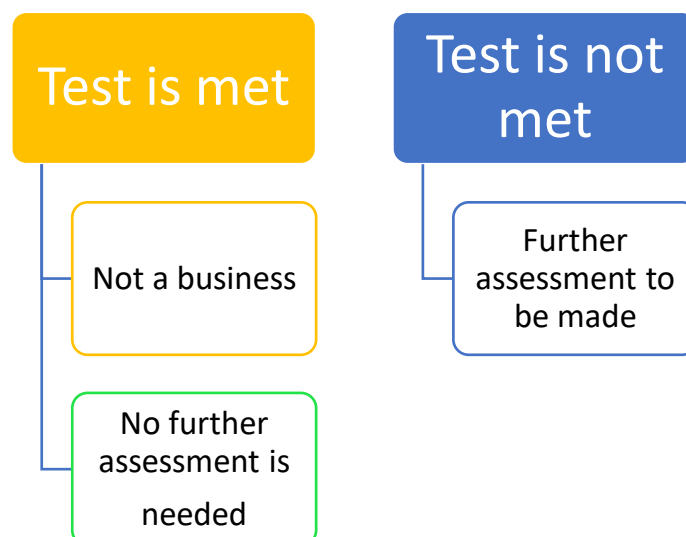 Test is met
Not a business
No further
assessment is
needed
Test is not
met
Further
assessment to
be made